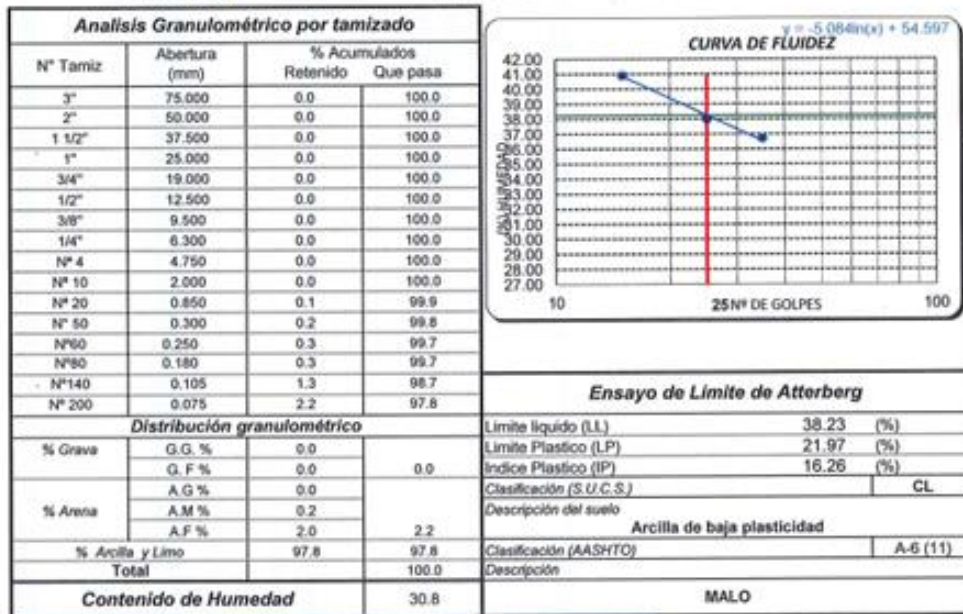 Analisis Granulométrico por tamizado
N° Tamiz Abertura (mm) % Acumulados
Retenido Que pasa
3" 75.000 0.0 100.0
2" 50.000 0.0 100.0
1 1/2" 37.500 0.0 100.0
1" 25.000 0.0 100.0
3/4" 19.000 0.0 100.0
1/2" 12.500 0.0 100.0
3/8" 9.500 0.0 100.0
1/4" 6.300 0.0 100.0
Nº 4 4.750 0.0 100.0
Nº 10 2.000 0.0 100.0
Nº 20 0.850 0.1 99.9
N° 50 0.300 0.2 99.8
Nº60 0.250 0.3 99.7
Nº80 0.180 0.3 99.7
Nº140 0.105 1.3 98.7
Nº 200 0.075 2.2 97.8
Distribución granulométrico
% Grava G.G. % 0.0
G. F % 0.0 0.0
% Arena A.G % 0.0
A.M % 0.2
A.F % 2.0 2.2
% Arcilla y Limo 97.8 97.8
Total 100.0
Contenido de Humedad 30.8
y = -5.084ln(x) + 54.597
CURVA DE FLUIDEZ
42.00
41.00
40.00
39.00
38.00
37.00
36.00
35.00
34.00
33.00
32.00
31.00
30.00
29.00
28.00
27.00
(%) HUMEDAD
10 25 Nº DE GOLPES 100
Ensayo de Límite de Atterberg
Limite liquido (LL) 38.23 (%)
Limite Plastico (LP) 21.97 (%)
Indice Plastico (IP) 16.26 (%)
Clasificación (S.U.C.S.) CL
Descripción del suelo
Arcilla de baja plasticidad
Clasificación (AASHTO) A-6 (11)
Descripción
MALO